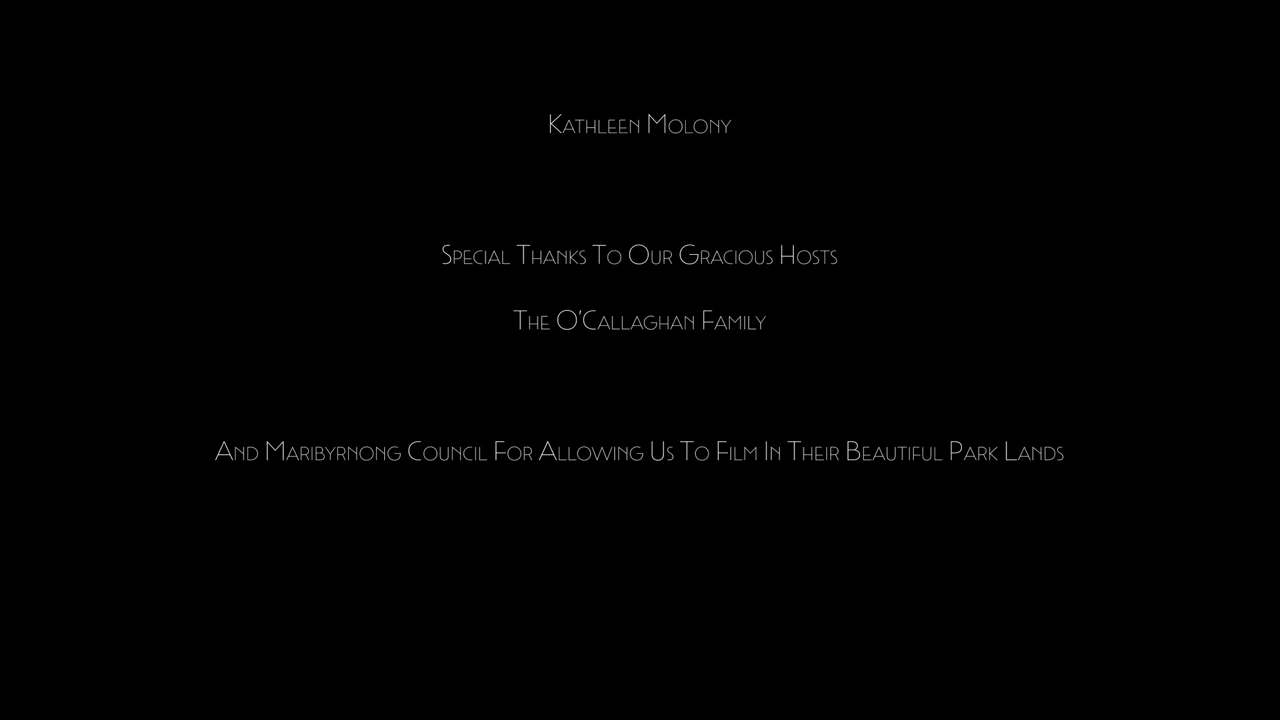 Kathleen Molony
Special Thanks To Our Gracious Hosts
The O'Callaghan Family
And Maribyrnong Council For Allowing Us To Film In Their Beautiful Park Lands